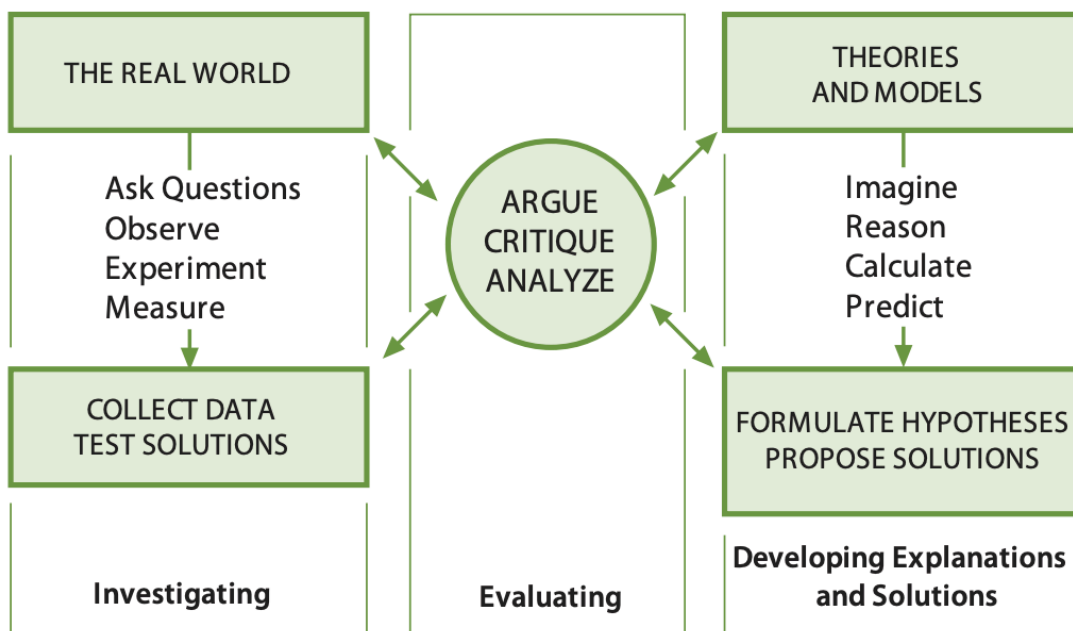 THE REAL WORLD
Ask Questions
Observe
Experiment
Measure
COLLECT DATA
TEST SOLUTIONS
Investigating
ARGUE
CRITIQUE
ANALYZE
Evaluating
THEORIES
AND MODELS
Imagine
Reason
Calculate
Predict
FORMULATE HYPOTHESES
PROPOSE SOLUTIONS
Developing Explanations
and Solutions